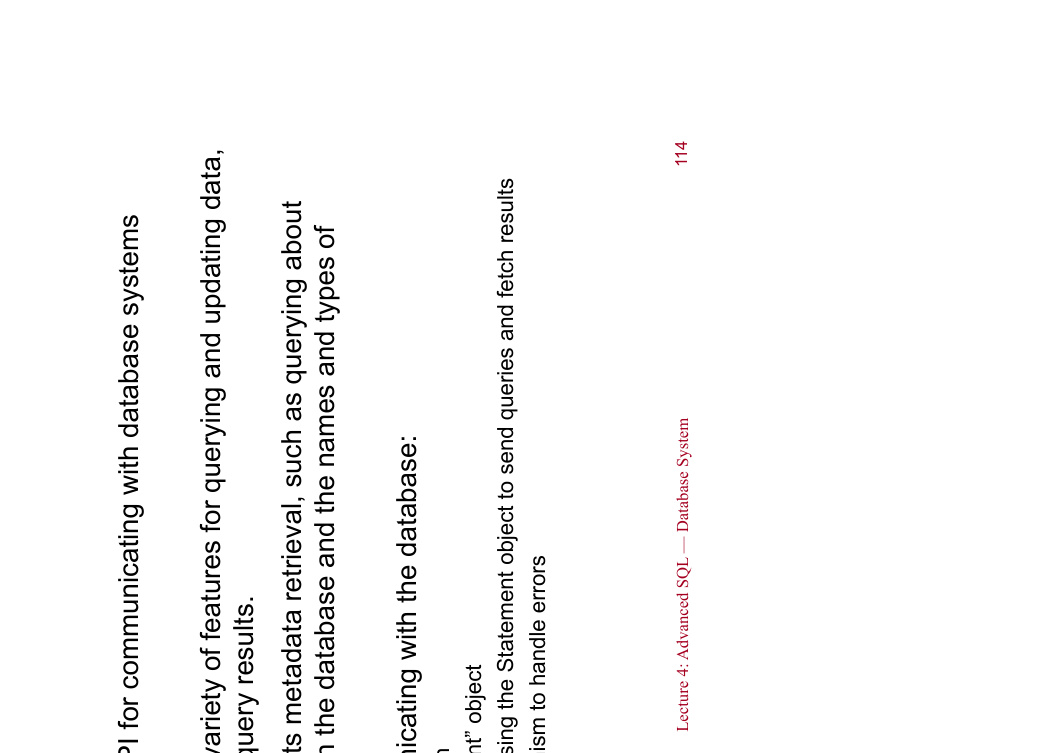 PI for communicating with database systems
variety of features for querying and updating data,
query results.
ts metadata retrieval, such as querying about
n the database and the names and types of
nicating with the database:
n
nt” object
sing the Statement object to send queries and fetch results
ism to handle errors
Lecture 4: Advanced SQL — Database System
114